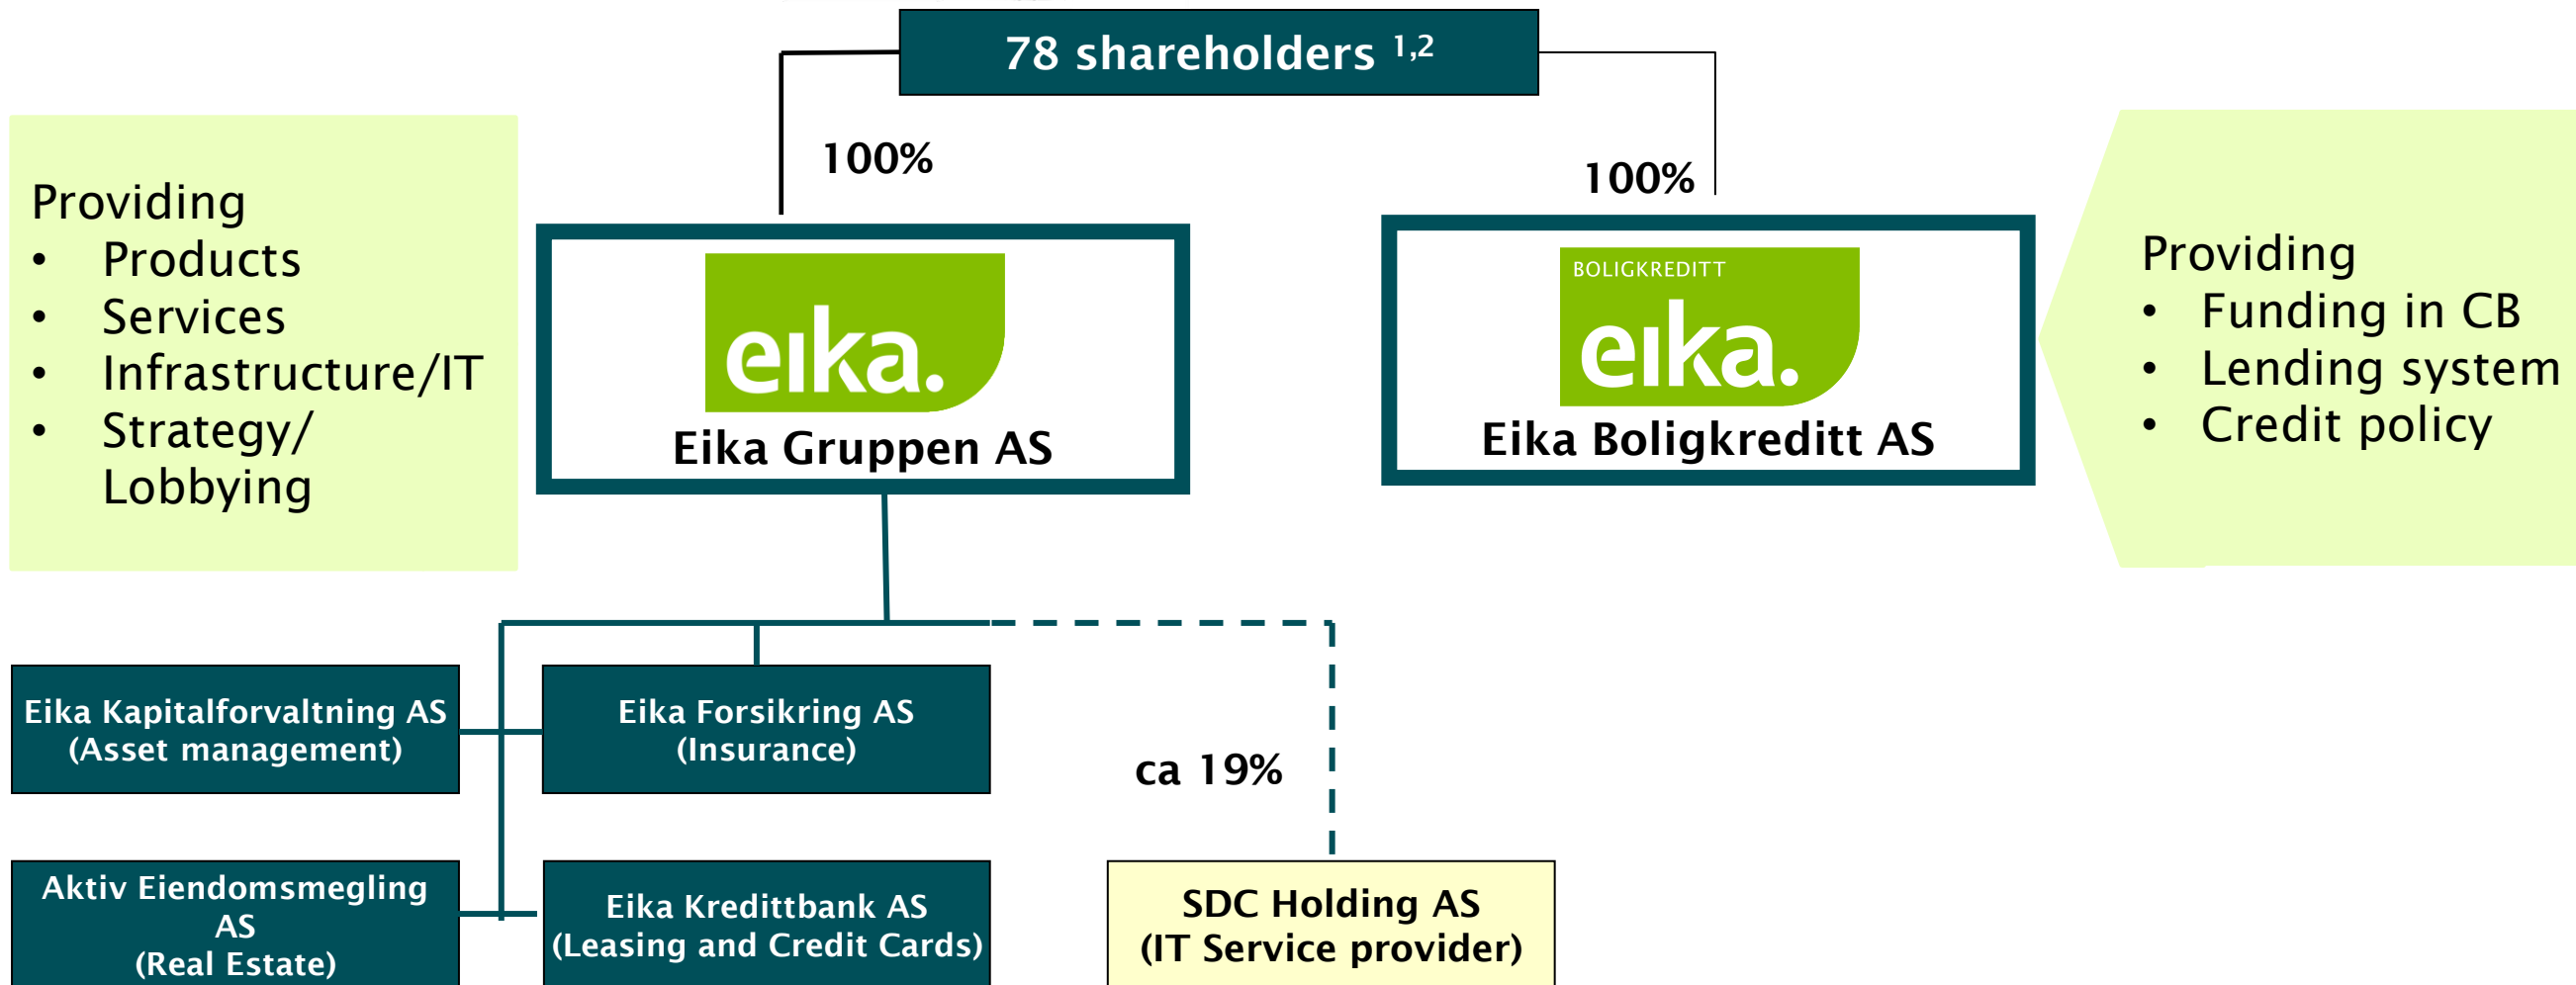 78 shareholders 1,2
100%
100%
Providing
• Products
• Services
• Infrastructure/IT
• Strategy/
Lobbying
eika.
Eika Gruppen AS
BOLIGKREDITT
eika.
Eika Boligkreditt AS
Providing
• Funding in CB
• Lending system
• Credit policy
Eika Kapitalforvaltning AS
(Asset management)
Eika Forsikring AS
(Insurance)
ca 19%
Aktiv Eiendomsmegling
AS
(Real Estate)
Eika Kredittbank AS
(Leasing and Credit Cards)
SDC Holding AS
(IT Service provider)